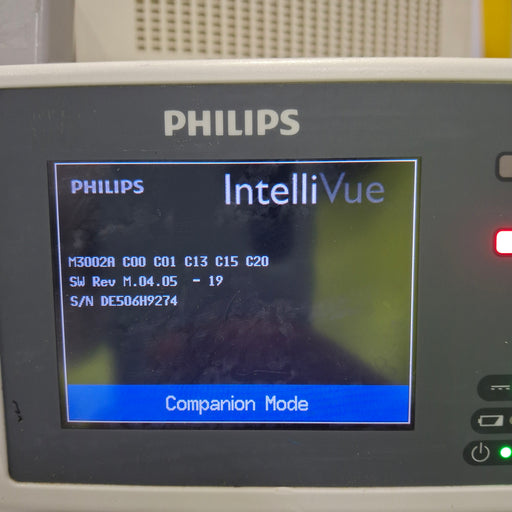 PHILIPS
PHILIPS IntelliVue
M3002A C00 C01 C13 C15 C20
SW Rev M.04.05 - 19
S/N DE506H9274
Companion Mode